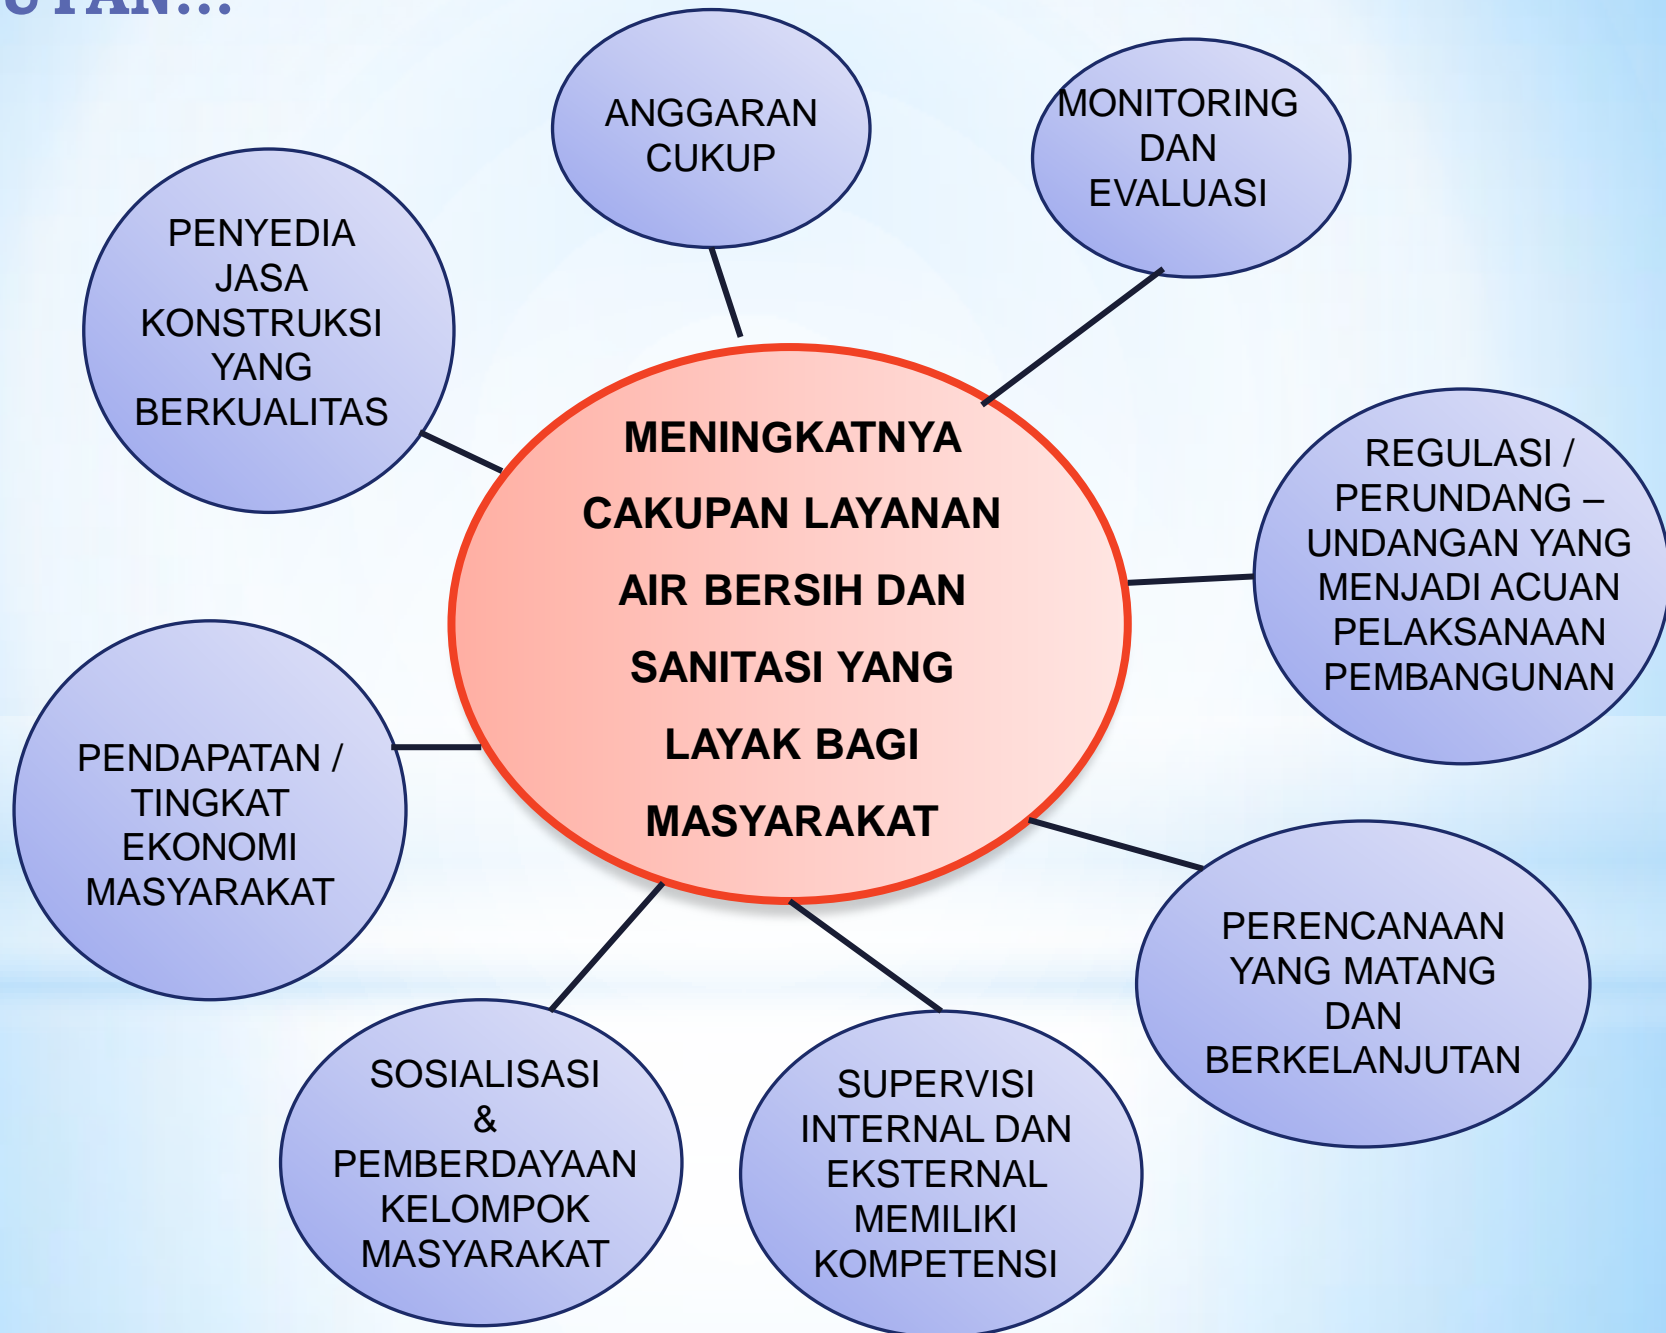 UTAN...
ANGGARAN
CUKUP
MONITORING
DAN
EVALUASI
PENYEDIA
JASA
KONSTRUKSI
YANG
BERKUALITAS
MENINGKATNYA
CAKUPAN LAYANAN
AIR BERSIH DAN
SANITASI YANG
LAYAK BAGI
MASYARAKAT
REGULASI /
PERUNDANG –
UNDANGAN YANG
MENJADI ACUAN
PELAKSANAAN
PEMBANGUNAN
PENDAPATAN /
TINGKAT
EKONOMI
MASYARAKAT
PERENCANAAN
YANG MATANG
DAN
BERKELANJUTAN
SOSIALISASI
&
PEMBERDAYAAN
KELOMPOK
MASYARAKAT
SUPERVISI
INTERNAL DAN
EKSTERNAL
MEMILIKI
KOMPETENSI